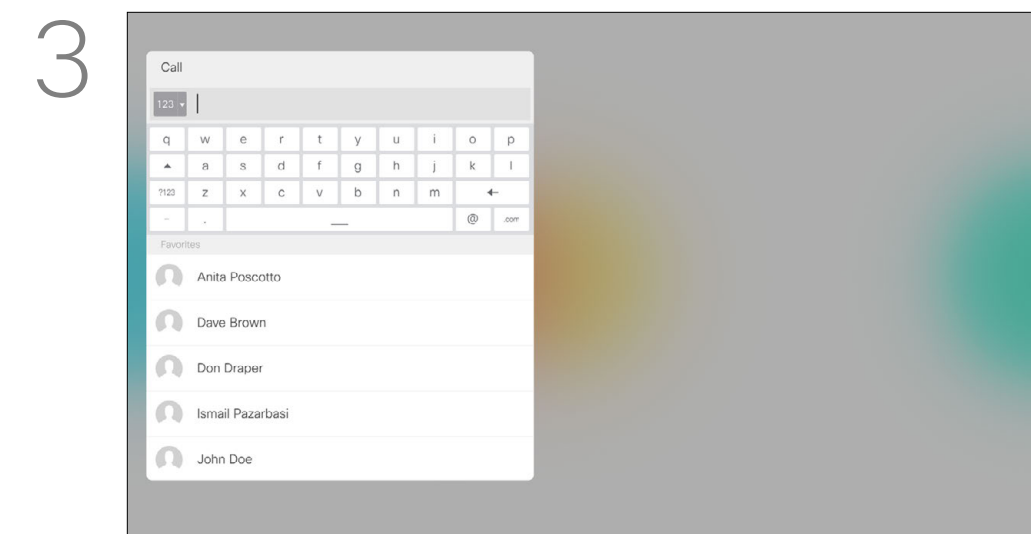 3
Call
123
q w e r t y u i o p
a s d f g h j k l
?123 z x c v b n m
- . _ @ .com
Favorites
Anita Poscotto
Dave Brown
Don Draper
Ismail Pazarbasi
John Doe